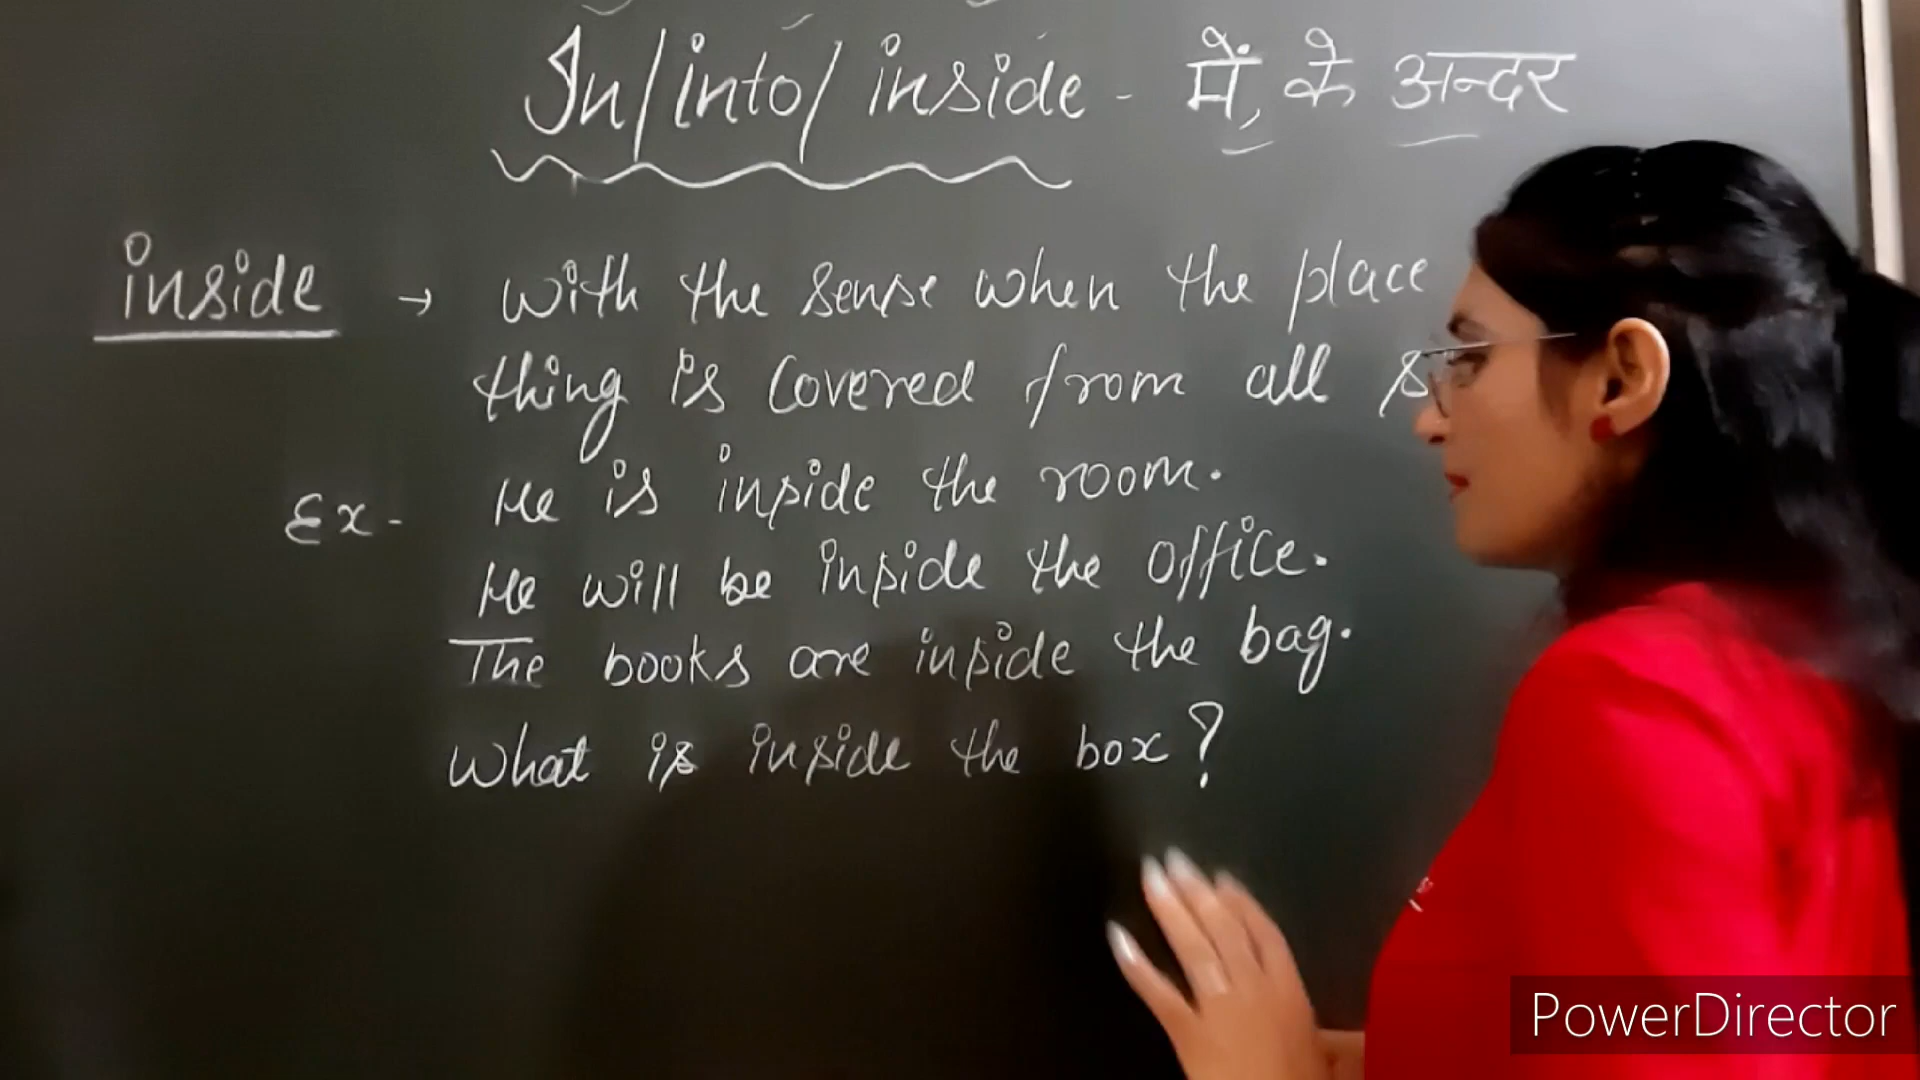 In/into/inside - में, के अन्दर
inside → With the sense when the place
thing is covered from all
Ex- He is inside the room.
He will be inside the office.
The books are inside the bag.
What is inside the box?
PowerDirector